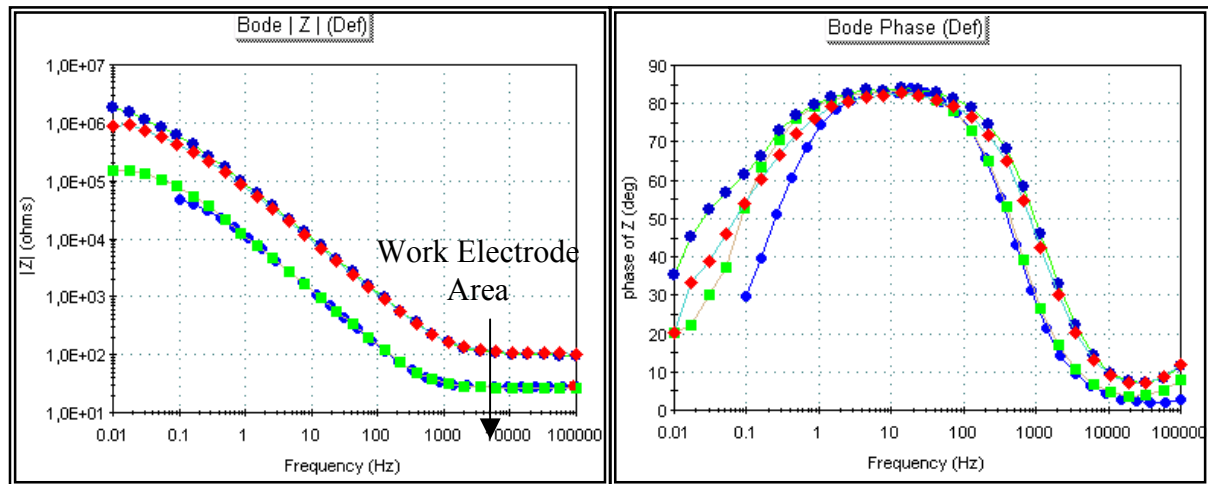 Bode | Z | (Def)
1,0E+07
1,0E+06
1,0E+05
1,0E+04
1,0E+03
1,0E+02
1,0E+01
|Z| (ohms)
Work Electrode
Area
0.01 0.1 1 10 100 1000 10000 100000
Frequency (Hz)
Bode Phase (Def)
90
80
70
60
50
40
30
20
10
0
phase of Z (deg)
0.01 0.1 1 10 100 1000 10000 100000
Frequency (Hz)